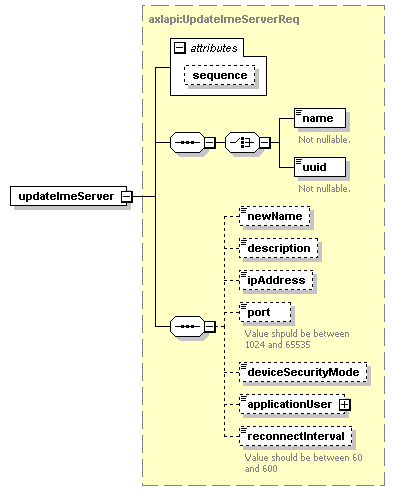 axlapi:UpdateImeServerReq
attributes
sequence
name
Not nullable.
uuid
Not nullable.
updateImeServer
newName
description
ipAddress
port
Value shpuld be between
1024 and 65535
deviceSecurityMode
applicationUser
reconnectInterval
Value should be between 60
and 600